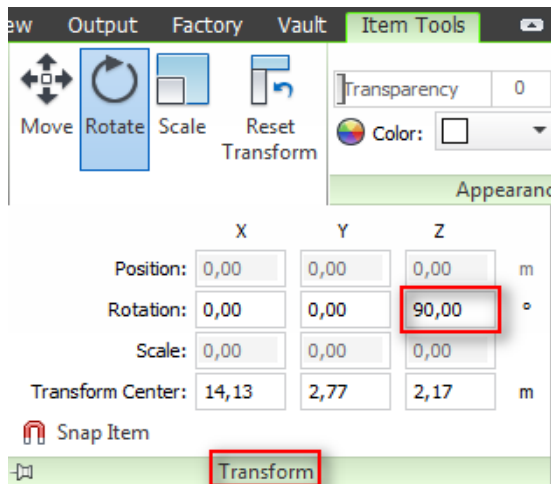 ew Output Factory Vault Item Tools
Move Rotate Scale Reset Transform
Transparency 0
Color:
Appearanc
X Y Z
Position: 0,00 0,00 0,00 m
Rotation: 0,00 0,00 90,00 °
Scale: 0,00 0,00 0,00
Transform Center: 14,13 2,77 2,17 m
Snap Item
Transform